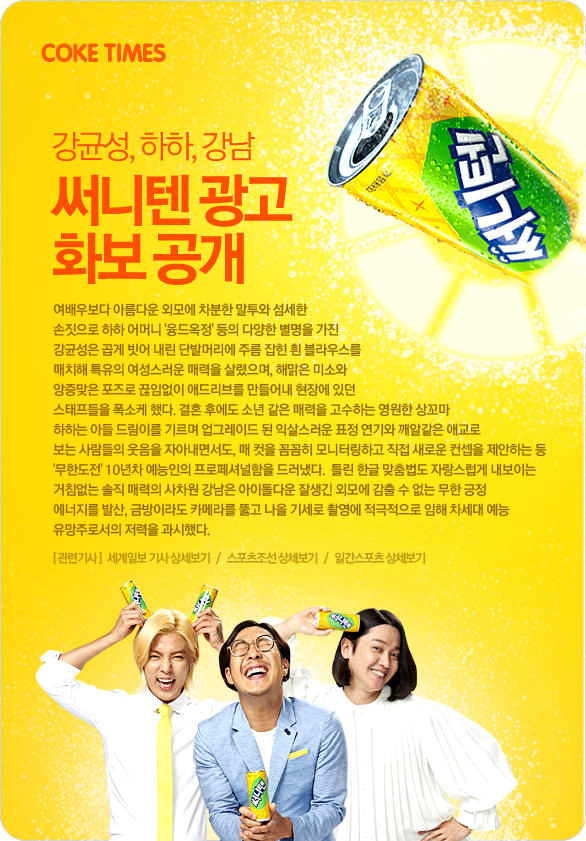 COKE TIMES
강균성, 하하, 강남
써니텐 광고
화보 공개
써니텐
여배우보다 아름다운 외모에 차분한 말투와 섬세한
손짓으로 하하 어머니 '융드옥정' 등의 다양한 별명을 가진
강균성은 곱게 빗어 내린 단발머리에 주름 잡힌 흰 블라우스를
매치해 특유의 여성스러운 매력을 살렸으며, 해맑은 미소와
앙증맞은 포즈로 끊임없이 애드리브를 만들어내 현장에 있던
스태프들을 폭소케 했다. 결혼 후에도 소년 같은 매력을 고수하는 영원한 상꼬마
하하는 아들 드림이를 기르며 업그레이드 된 익살스러운 표정 연기와 깨알같은 애교로
보는 사람들의 웃음을 자아내면서도, 매 컷을 꼼꼼히 모니터링하고 직접 새로운 컨셉을 제안하는 등
'무한도전' 10년차 예능인의 프로페셔널함을 드러냈다. 틀린 한글 맞춤법도 자랑스럽게 내보이는
거침없는 솔직 매력의 사차원 강남은 아이돌다운 잘생긴 외모에 감출 수 없는 무한 긍정
에너지를 발산, 금방이라도 카메라를 뚫고 나올 기세로 촬영에 적극적으로 임해 차세대 예능
유망주로서의 저력을 과시했다.
[관련기사] 세계일보 기사 상세보기 / 스포츠조선 상세보기 / 일간스포츠 상세보기
써니텐
써니텐
써니텐
써니텐